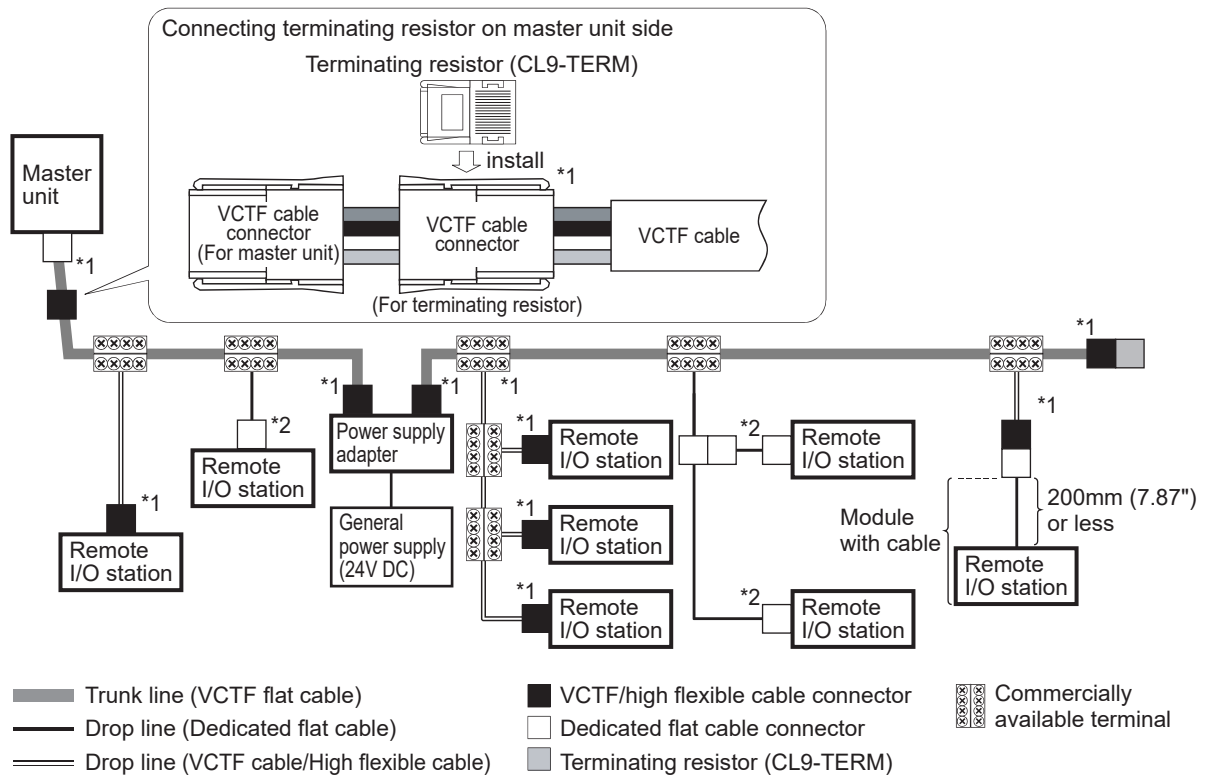 Connecting terminating resistor on master unit side
Terminating resistor (CL9-TERM)
install
*1
VCTF cable
connector
(For master unit)
VCTF cable
connector
VCTF cable
(For terminating resistor)
Master
unit
*1
*1
*1
*1
*1
*2
Power supply
adapter
*1
Remote
I/O station
*2
Remote
I/O station
*1
Remote
I/O station
*1
Remote
I/O station
General
power supply
(24V DC)
*1
Remote
I/O station
Module
with cable
200mm (7.87")
or less
Remote
I/O station
*1
Remote
I/O station
*1
Remote
I/O station
*2
Remote
I/O station
Trunk line (VCTF flat cable)
Drop line (Dedicated flat cable)
Drop line (VCTF cable/High flexible cable)
VCTF/high flexible cable connector
Dedicated flat cable connector
Terminating resistor (CL9-TERM)
Commercially
available terminal